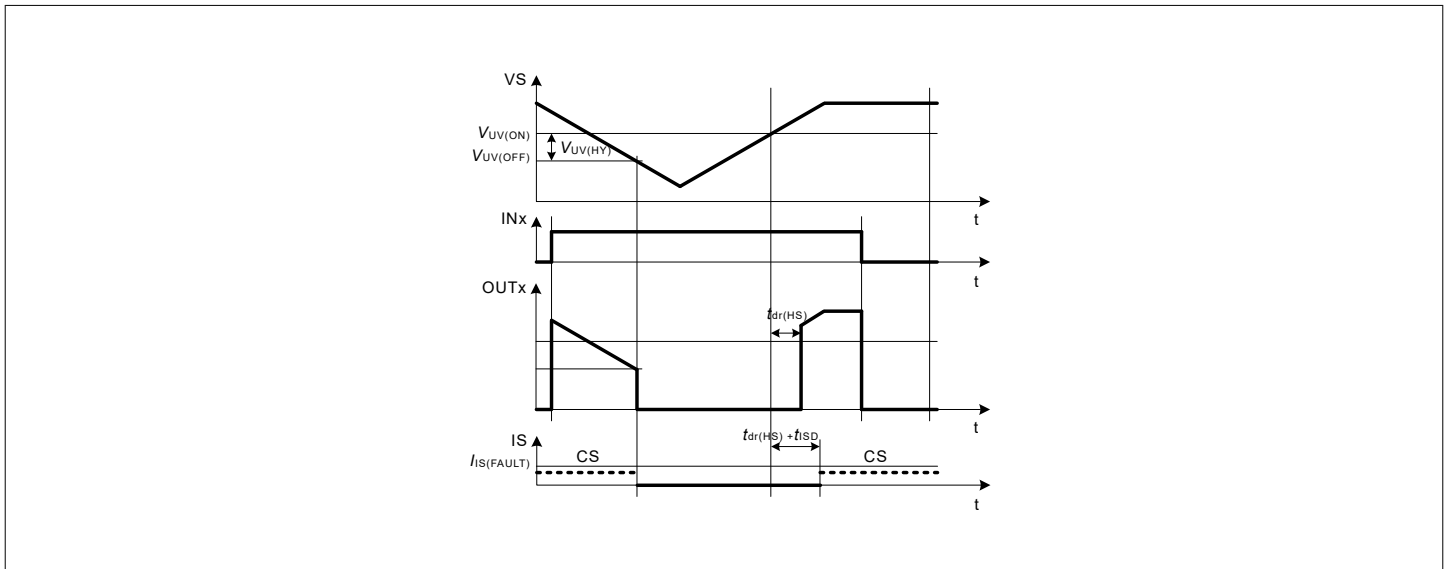 VS
VUV(ON)
VUV(HY)
VUV(OFF)
t
INx
t
OUTx
tdr(HS)
t
IS
tdr(HS) +tISD
IIS(FAULT)
CS
CS
t